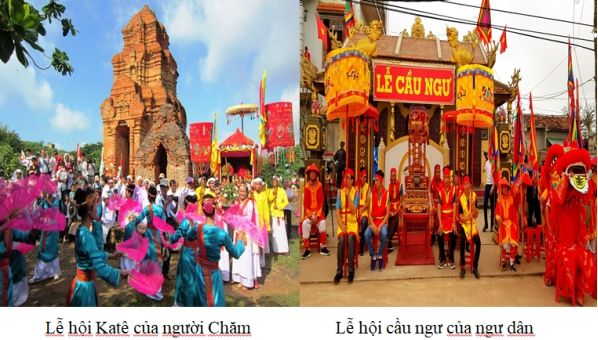 LỄ CẦU NGƯ
Lễ hội Katê của người Chăm
Lễ hội cầu ngư của ngư dân